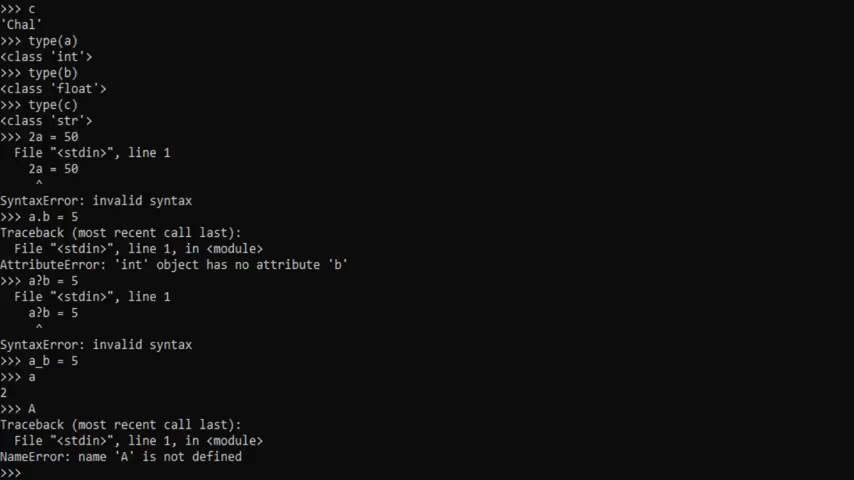 >>> c
'Chal'
>>> type(a)
<class 'int'>
>>> type(b)
<class 'float'>
>>> type(c)
<class 'str'>
>>> 2a = 50
  File "<stdin>", line 1
    2a = 50
     ^
SyntaxError: invalid syntax
>>> a.b = 5
Traceback (most recent call last):
  File "<stdin>", line 1, in <module>
AttributeError: 'int' object has no attribute 'b'
>>> a?b = 5
  File "<stdin>", line 1
    a?b = 5
     ^
SyntaxError: invalid syntax
>>> a_b = 5
>>> a
2
>>> A
Traceback (most recent call last):
  File "<stdin>", line 1, in <module>
NameError: name 'A' is not defined
>>>